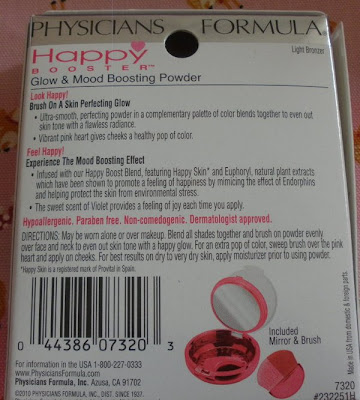 PHYSICIANS FORMULA
Happy
BOOSTER™
Light Bronzer
Glow & Mood Boosting Powder
Look Happy!
Brush On A Skin Perfecting Glow
• Ultra-smooth, perfecting powder in a complementary palette of color blends together to even out
skin tone with a flawless radiance.
• Vibrant pink heart gives cheeks a healthy pop of color.
Feel Happy!
Experience The Mood Boosting Effect
• Infused with our Happy Boost Blend, featuring Happy Skin* and Euphoryl, natural plant extracts
which have been shown to promote a feeling of happiness by mimicing the effect of Endorphins
and helping protect the skin from environmental stress.
• The sweet scent of Violet provides a feeling of joy each time you apply.
Hypoallergenic. Paraben free. Non-comedogenic. Dermatologist approved.
DIRECTIONS: May be worn alone or over makeup. Blend all shades together and brush on powder evenly
over face and neck to even out skin tone with a happy glow. For an extra pop of color, sweep brush over the pink
heart and apply on cheeks. For best results on dry to very dry skin, apply moisturizer prior to using powder.
*Happy Skin is a registered mark of Provital in Spain.
0 44386 07320 3
Included
Mirror & Brush
For information in the USA 1-800-227-0333
Physicians Formula, Inc. Azusa, CA 91702
©2010 PHYSICIANS FORMULA, INC. DIST. SINCE 1937.
Made in USA from domestic & foreign parts.
7320